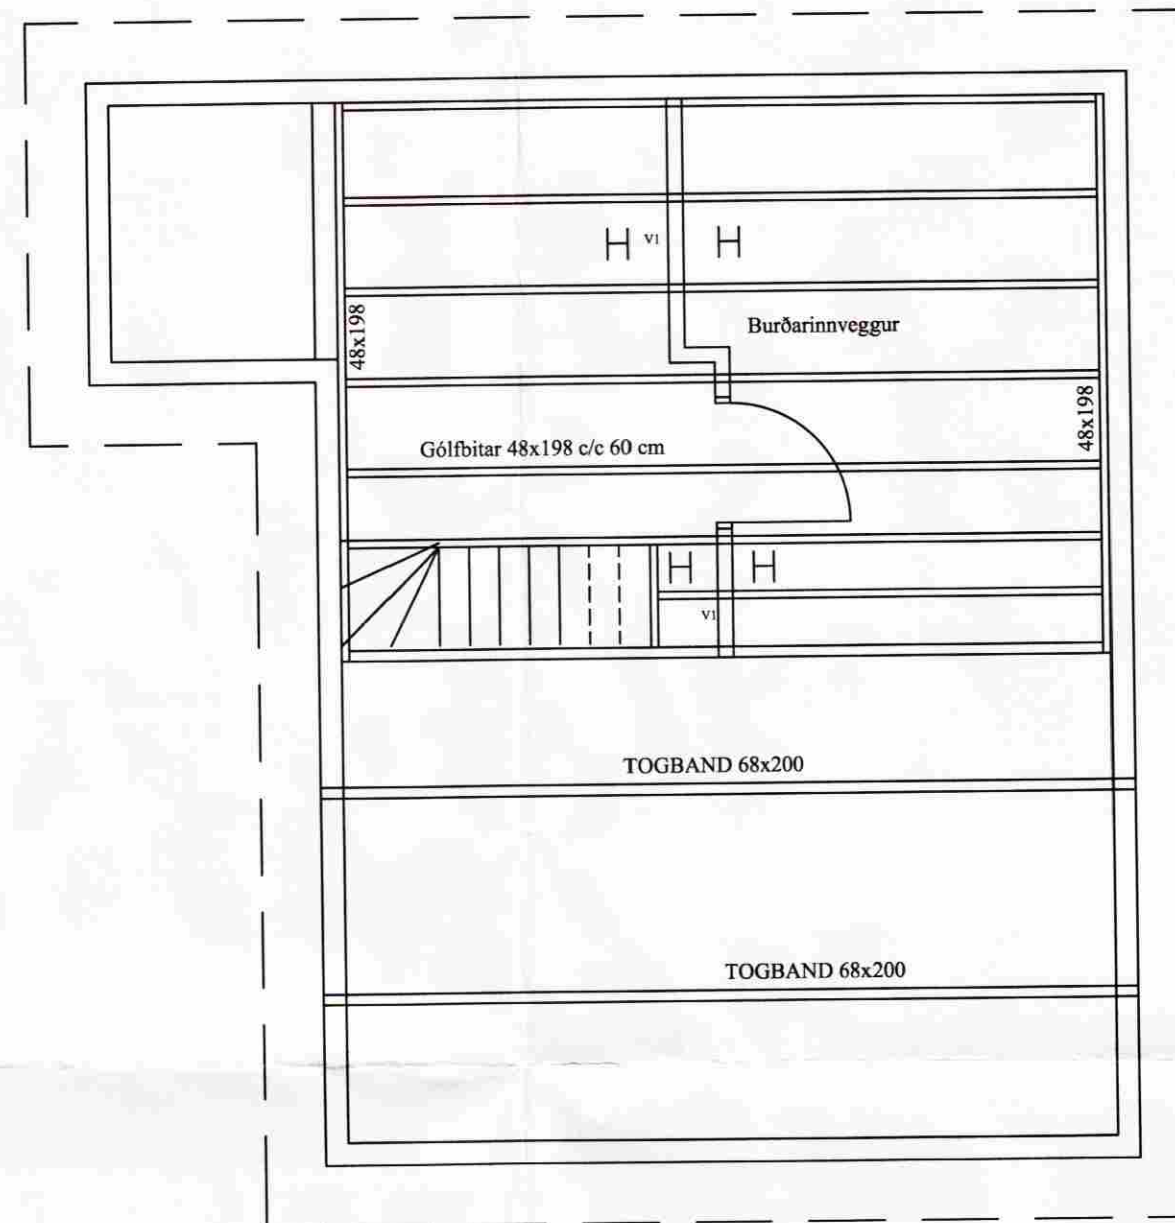 H V1 H
Burðarinnveggur
48x198
48x198
Gólfbitar 48x198 c/c 60 cm
H H
V1
TOGBAND 68x200
TOGBAND 68x200